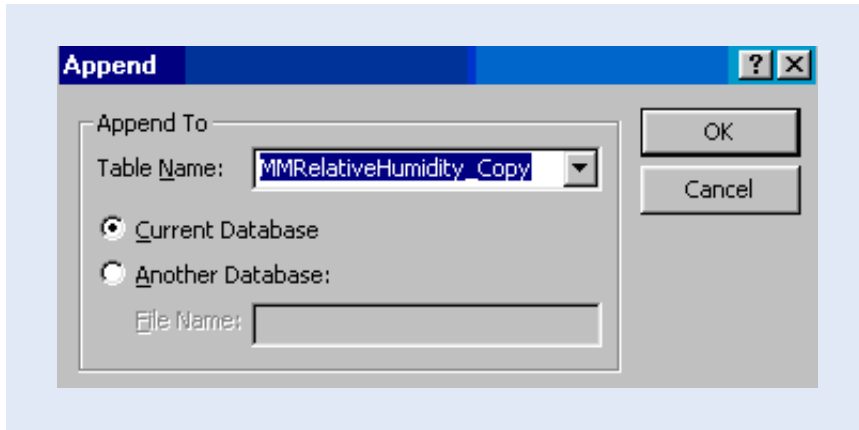 Append
Append To
Table Name: MMRelativeHumidity_Copy
Current Database
Another Database:
File Name:
OK
Cancel